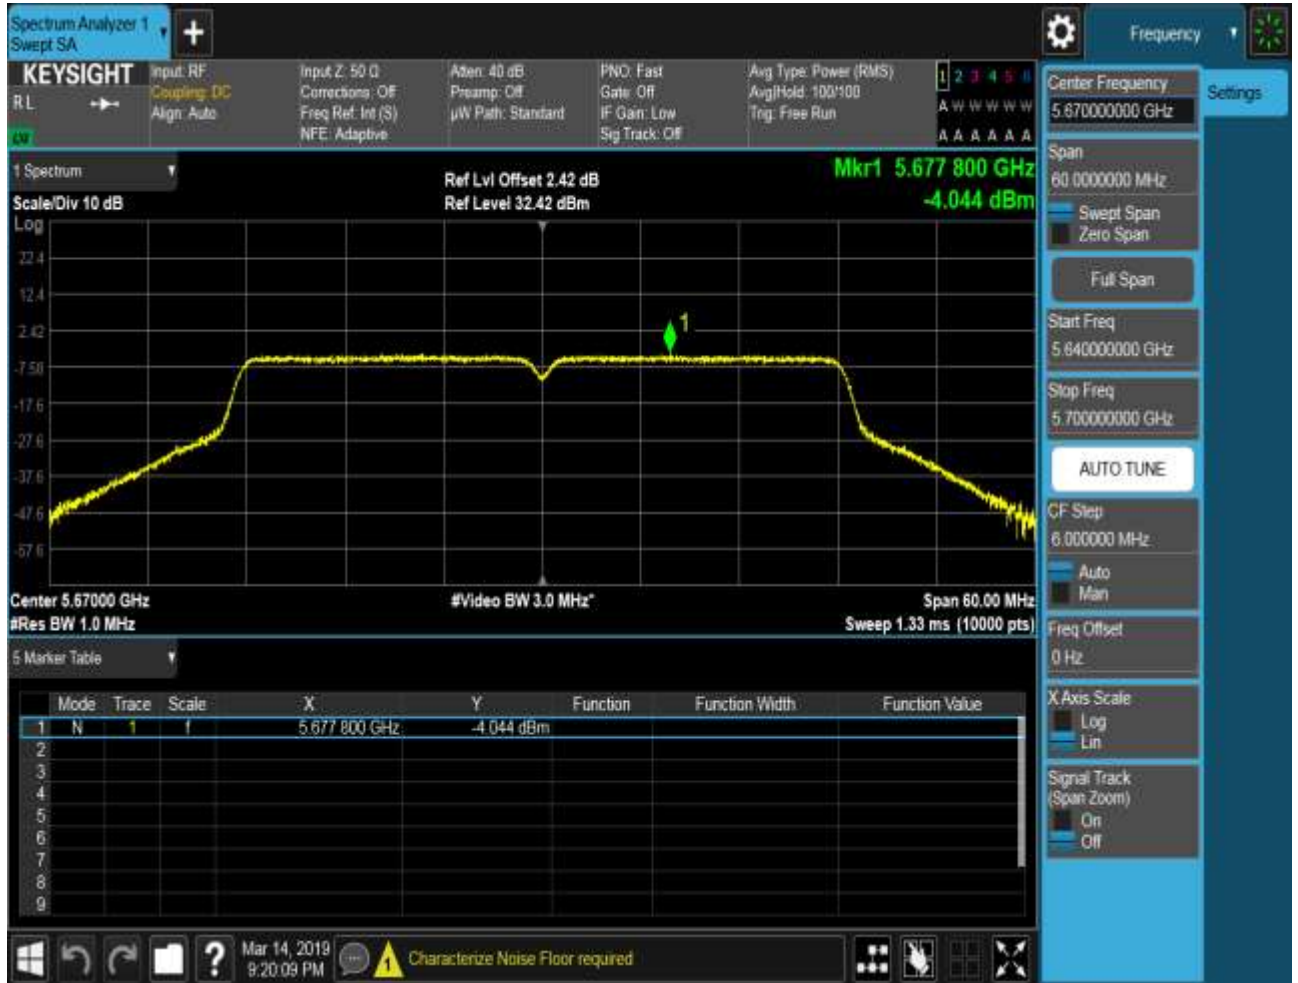 Spectrum Analyzer 1
Swept SA
Frequency
KEYSIGHT
R L
Input: RF
Coupling: DC
Align: Auto
Input Z: 50 Ω
Corrections: Off
Freq Ref: Int (S)
NFE: Adaptive
Atten: 40 dB
Preamp: Off
µW Path: Standard
PNO: Fast
Gate: Off
IF Gain: Low
Sig Track: Off
Avg Type: Power (RMS)
Avg|Hold: 100/100
Trig: Free Run
1 2 3 4 5 6
A W W W W W
A A A A A A
1 Spectrum
Scale/Div 10 dB
Ref Lvl Offset 2.42 dB
Ref Level 32.42 dBm
Mkr1 5.677 800 GHz
-4.044 dBm
Log
22.4
12.4
2.42
-7.58
-17.6
-27.6
-37.6
-47.6
-57.6
1
Center 5.67000 GHz
#Res BW 1.0 MHz
#Video BW 3.0 MHz*
Span 60.00 MHz
Sweep 1.33 ms (10000 pts)
5 Marker Table
Mode Trace Scale X Y Function Function Width Function Value
1 N 1 f 5.677 800 GHz -4.044 dBm
2
3
4
5
6
7
8
9
Mar 14, 2019
9:20:09 PM
1
Characterize Noise Floor required
Center Frequency
5.670000000 GHz
Settings
Span
60.0000000 MHz
Swept Span
Zero Span
Full Span
Start Freq
5.640000000 GHz
Stop Freq
5.700000000 GHz
AUTO TUNE
CF Step
6.000000 MHz
Auto
Man
Freq Offset
0 Hz
X Axis Scale
Log
Lin
Signal Track
(Span Zoom)
On
Off